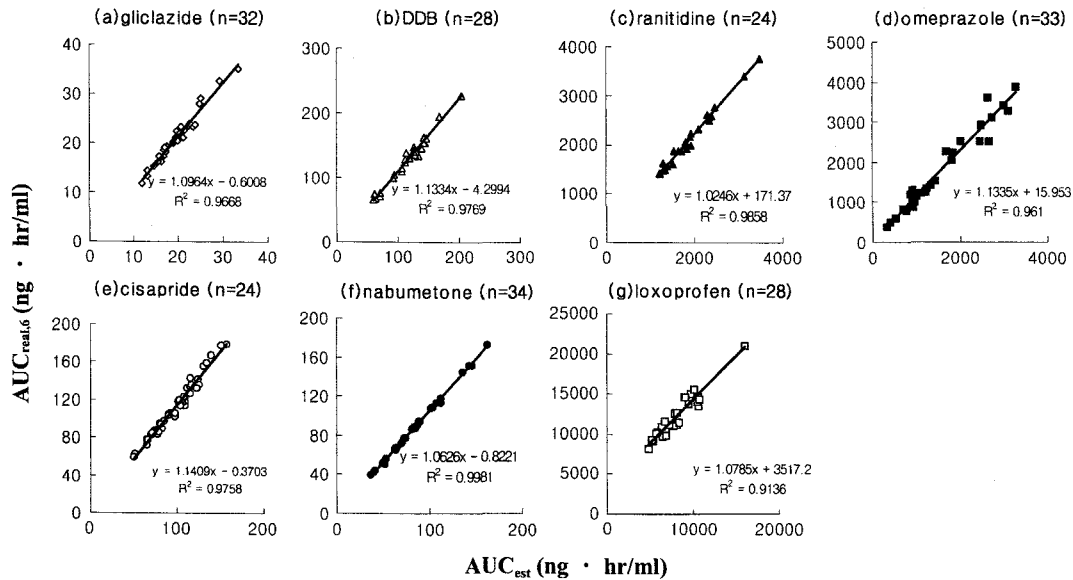 (a)gliclazide (n=32)
40
30
20
10
0
0 10 20 30 40
y = 1.0964x − 0.6008
R² = 0.9668
(b)DDB (n=28)
300
200
100
0
0 100 200 300
y = 1.1334x − 4.2994
R² = 0.9769
(c)ranitidine (n=24)
4000
3000
2000
1000
0
0 2000 4000
y = 1.0246x + 171.37
R² = 0.9858
(d)omeprazole (n=33)
5000
4000
3000
2000
1000
0
0 2000 4000
y = 1.1335x + 15.953
R² = 0.961
(e)cisapride (n=24)
200
160
120
80
40
0
0 100 200
y = 1.1409x − 0.3703
R² = 0.9758
(f)nabumetone (n=34)
200
160
120
80
40
0
0 50 100 150 200
y = 1.0626x − 0.8221
R² = 0.9981
(g)loxoprofen (n=28)
25000
20000
15000
10000
5000
0
0 5000 10000 15000 20000
y = 1.0785x + 3517.2
R² = 0.9136
AUCreal,6 (ng · hr/ml)
AUCest (ng · hr/ml)